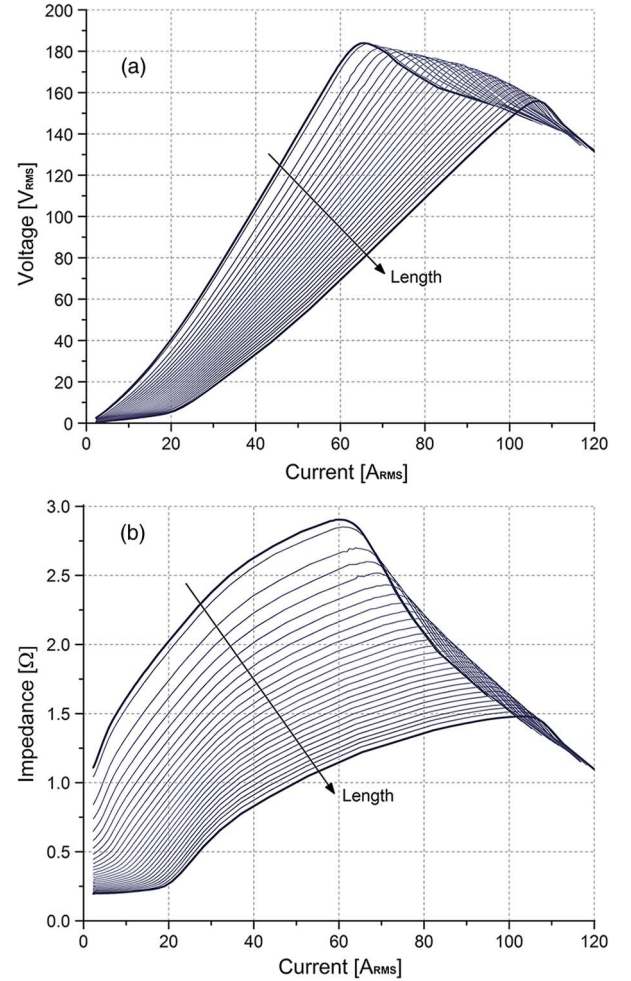 200
180
160
140
120
100
80
60
40
20
0
(a)
Length
Voltage [VRMS]
0 20 40 60 80 100 120
Current [ARMS]
3.0
2.5
2.0
1.5
1.0
0.5
0.0
(b)
Length
Impedance [Ω]
0 20 40 60 80 100 120
Current [ARMS]